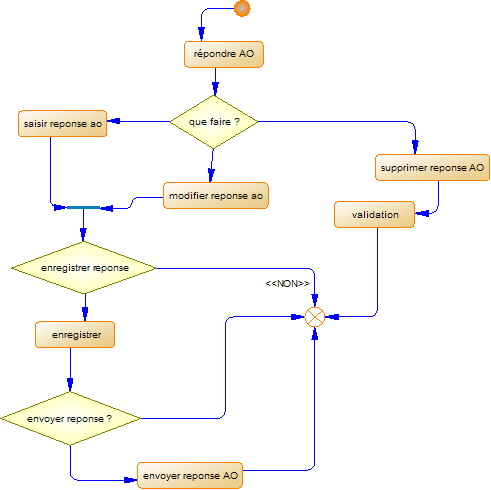 répondre AO
que faire ?
saisir reponse ao
supprimer reponse AO
modifier reponse ao
validation
enregistrer reponse
<<NON>>
enregistrer
envoyer reponse ?
envoyer reponse AO